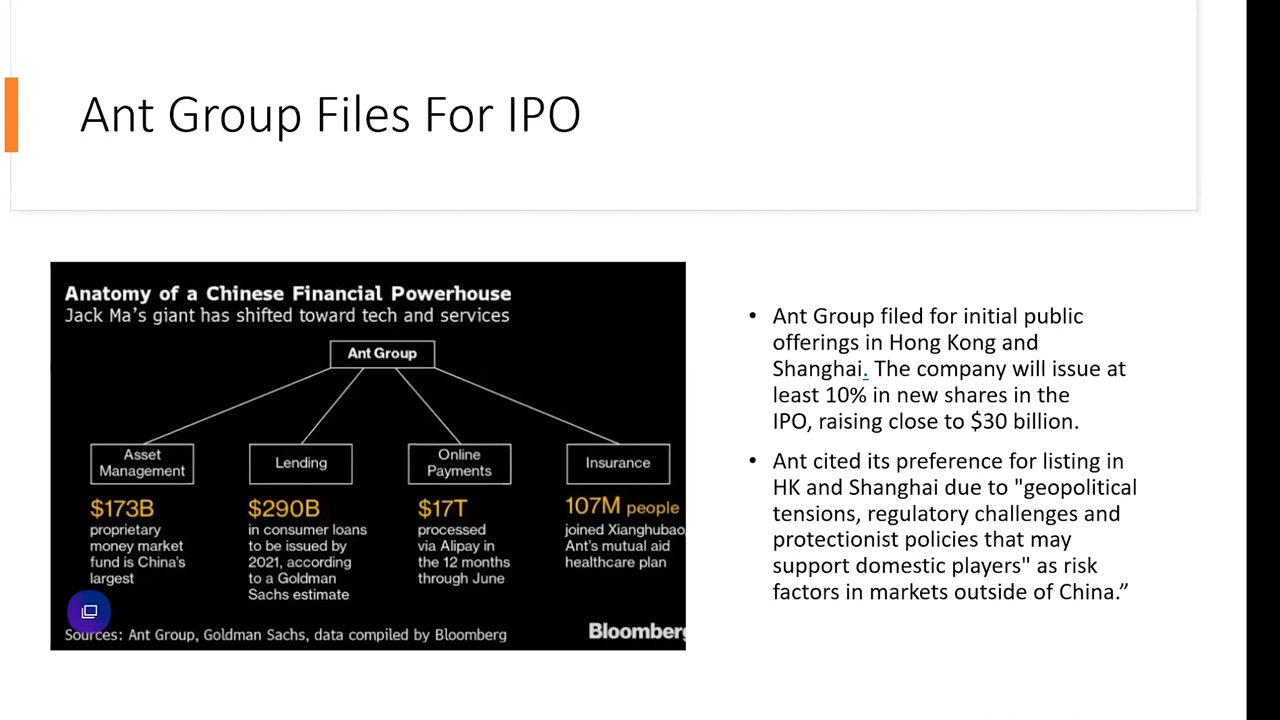 Ant Group Files For IPO
Anatomy of a Chinese Financial Powerhouse
Jack Ma's giant has shifted toward tech and services
Ant Group
Asset
Management
$173B
proprietary
money market
fund is China's
largest
Lending
$290B
in consumer loans
to be issued by
2021, according
to a Goldman
Sachs estimate
Online
Payments
$17T
processed
via Alipay in
the 12 months
through June
Insurance
107M people
joined Xianghubao,
Ant's mutual aid
healthcare plan
Sources: Ant Group, Goldman Sachs, data compiled by Bloomberg
Bloomberg
• Ant Group filed for initial public
offerings in Hong Kong and
Shanghai. The company will issue at
least 10% in new shares in the
IPO, raising close to $30 billion.
• Ant cited its preference for listing in
HK and Shanghai due to "geopolitical
tensions, regulatory challenges and
protectionist policies that may
support domestic players" as risk
factors in markets outside of China.”